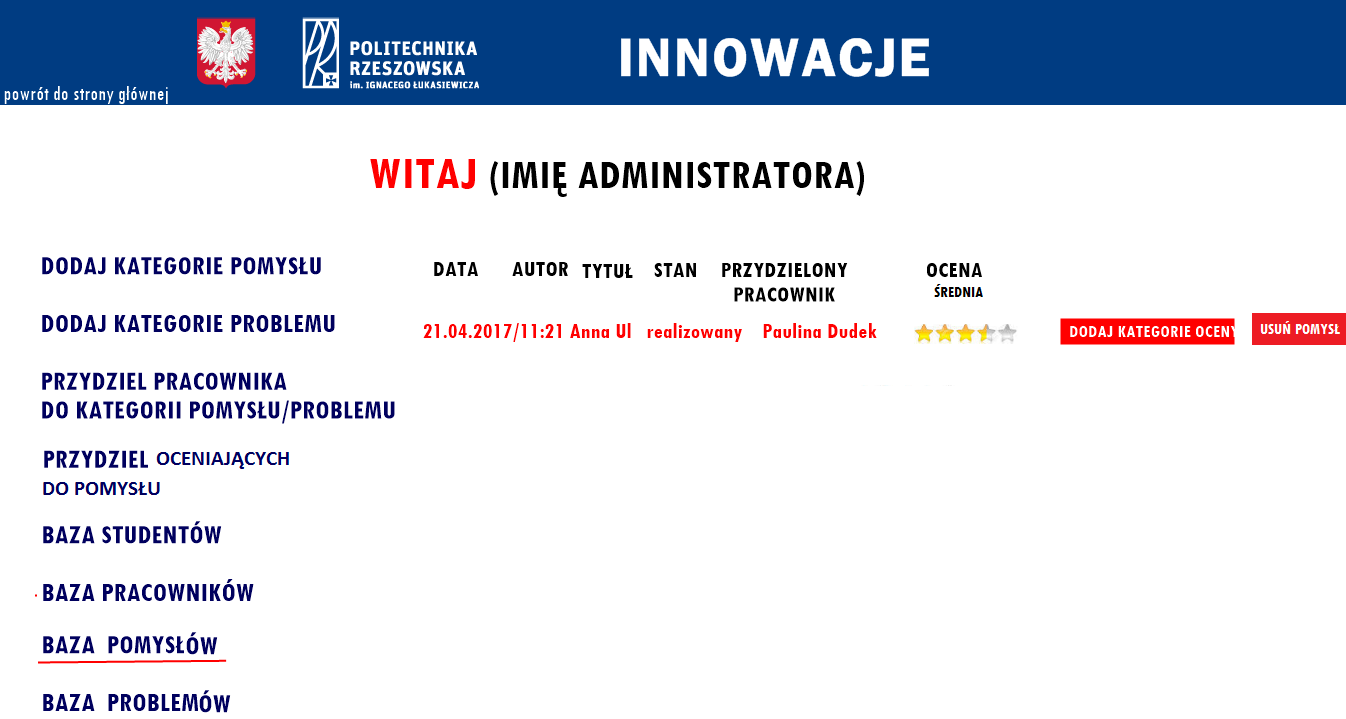 powrót do strony głównej
POLITECHNIKA
RZESZOWSKA
im. IGNACEGO ŁUKASIEWICZA
INNOWACJE
WITAJ (IMIĘ ADMINISTRATORA)
DODAJ KATEGORIE POMYSŁU
DODAJ KATEGORIE PROBLEMU
PRZYDZIEL PRACOWNIKA
DO KATEGORII POMYSŁU/PROBLEMU
PRZYDZIEL OCENIAJĄCYCH
DO POMYSŁU
BAZA STUDENTÓW
BAZA PRACOWNIKÓW
BAZA POMYSŁÓW
BAZA PROBLEMÓW
DATA AUTOR TYTUŁ STAN PRZYDZIELONY OCENA
PRACOWNIK ŚREDNIA
21.04.2017/11:21 Anna Ul realizowany Paulina Dudek DODAJ KATEGORIE OCENY USUŃ POMYSŁ